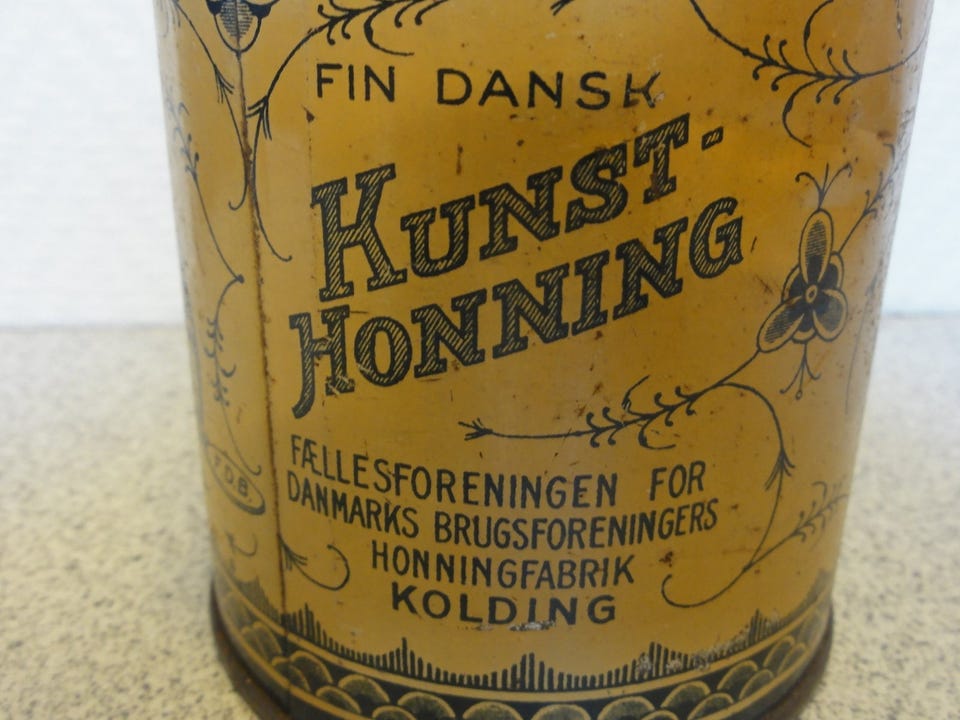 FIN DANSK
KUNST-
HONNING
FÆLLESFORENINGEN FOR
DANMARKS BRUGSFORENINGERS
HONNINGFABRIK
KOLDING
F.D.B.